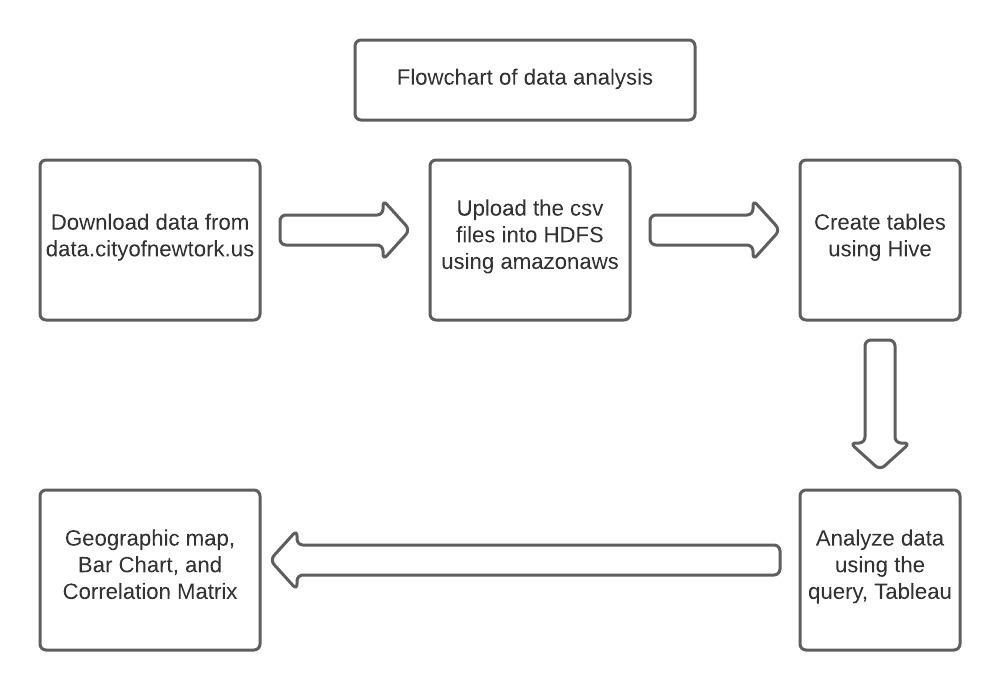 Flowchart of data analysis
Download data from
data.cityofnewtork.us
Upload the csv
files into HDFS
using amazonaws
Create tables
using Hive
Analyze data
using the
query, Tableau
Geographic map,
Bar Chart, and
Correlation Matrix